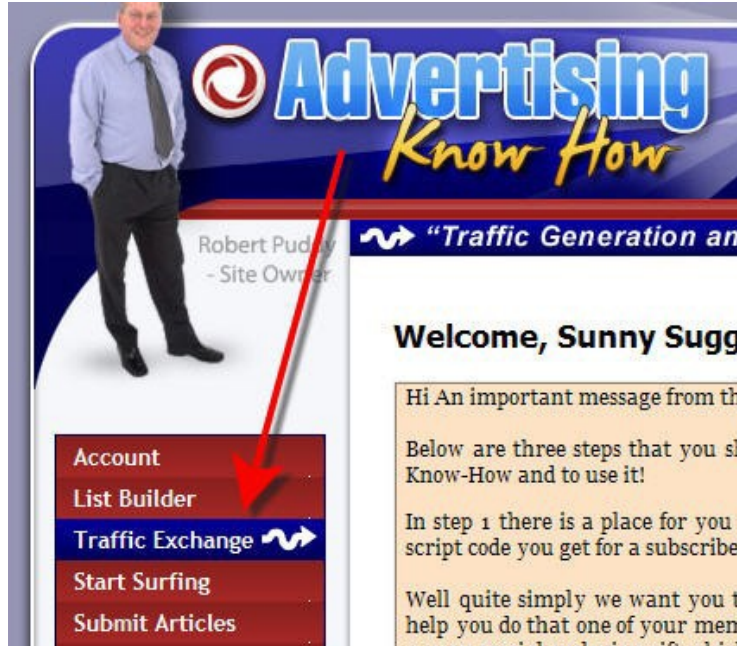 Advertising
Know How
Robert Puddy
- Site Owner
"Traffic Generation an
Welcome, Sunny Sugg
Hi An important message from th
Below are three steps that you sh
Know-How and to use it!
In step 1 there is a place for you
script code you get for a subscribe
Well quite simply we want you t
help you do that one of your mem
Account
List Builder
Traffic Exchange
Start Surfing
Submit Articles